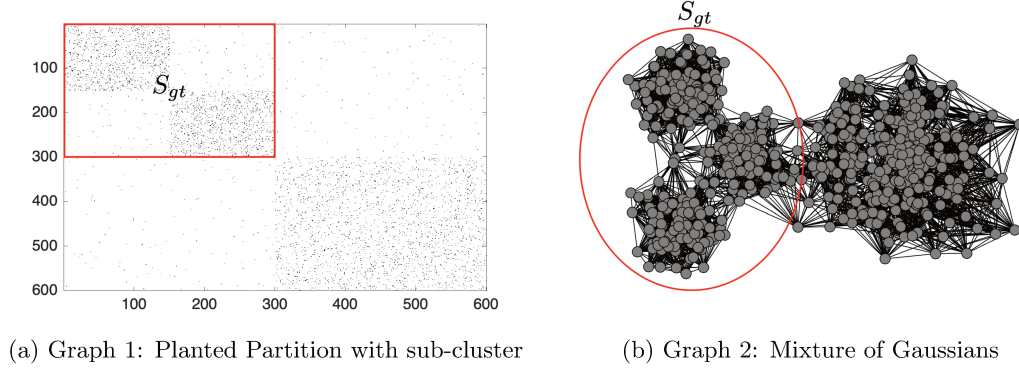 S_gt
100
200
300
400
500
600
S_gt
100 200 300 400 500 600
(a) Graph 1: Planted Partition with sub-cluster
(b) Graph 2: Mixture of Gaussians